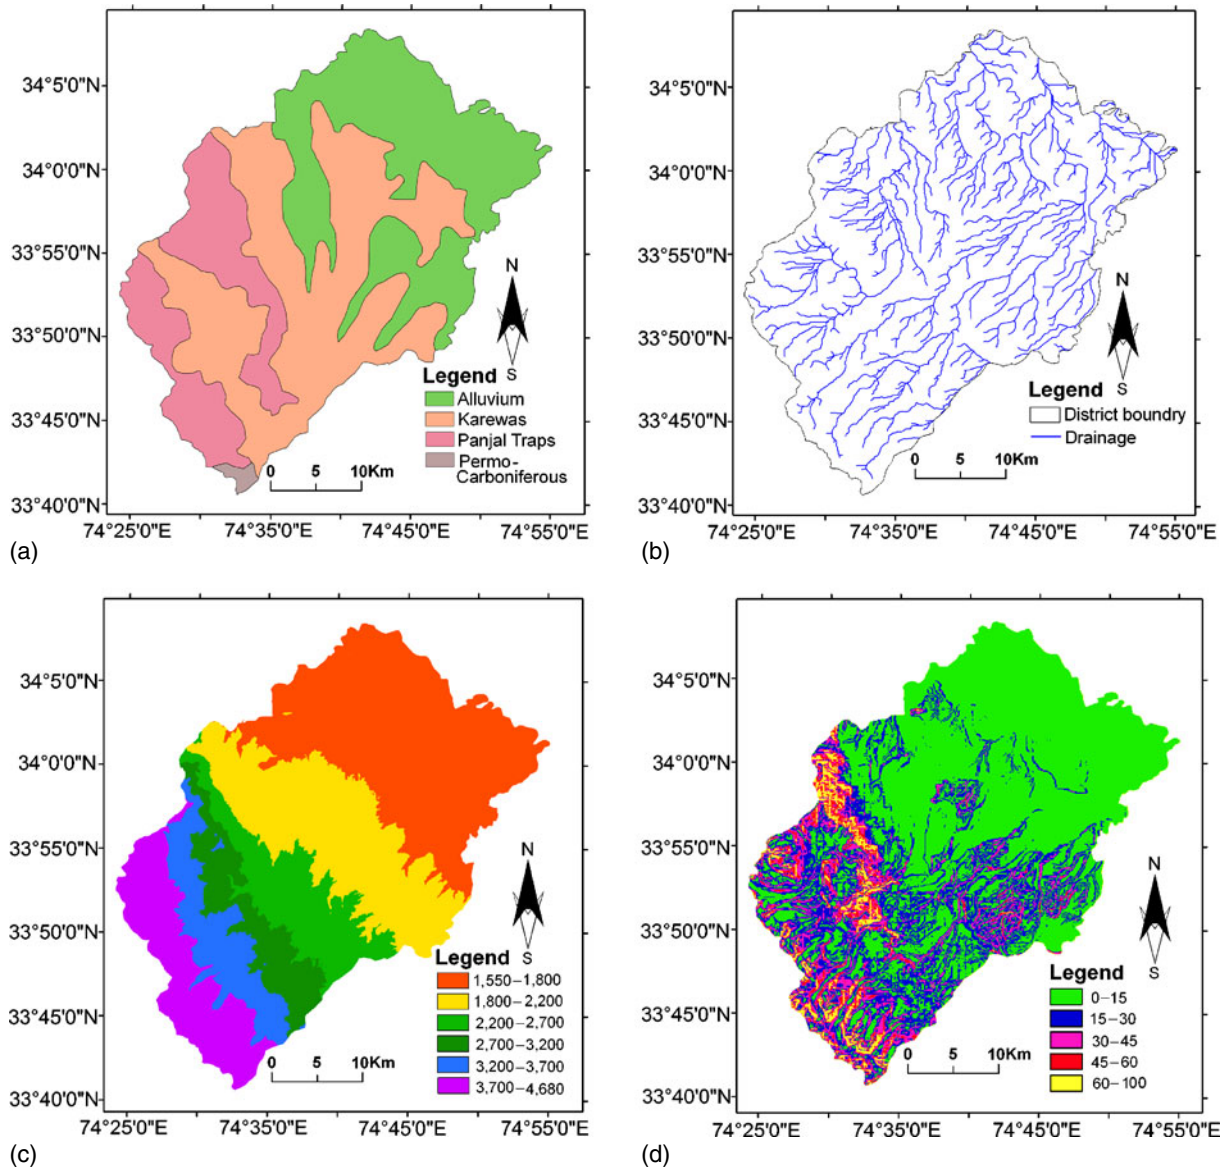 34°5'0"N
34°0'0"N
33°55'0"N
33°50'0"N
33°45'0"N
33°40'0"N
74°25'0"E
74°35'0"E
74°45'0"E
74°55'0"E
N
S
Legend
Alluvium
Karewas
Panjal Traps
Permo-
Carboniferous
0 5 10Km
(a)
34°5'0"N
34°0'0"N
33°55'0"N
33°50'0"N
33°45'0"N
33°40'0"N
74°25'0"E
74°35'0"E
74°45'0"E
74°55'0"E
N
S
Legend
District boundry
Drainage
0 5 10Km
(b)
34°5'0"N
34°0'0"N
33°55'0"N
33°50'0"N
33°45'0"N
33°40'0"N
74°25'0"E
74°35'0"E
74°45'0"E
74°55'0"E
N
S
Legend
1,550–1,800
1,800–2,200
2,200–2,700
2,700–3,200
3,200–3,700
3,700–4,680
0 5 10Km
(c)
34°5'0"N
34°0'0"N
33°55'0"N
33°50'0"N
33°45'0"N
33°40'0"N
74°25'0"E
74°35'0"E
74°45'0"E
74°55'0"E
N
S
Legend
0–15
15–30
30–45
45–60
60–100
0 5 10Km
(d)